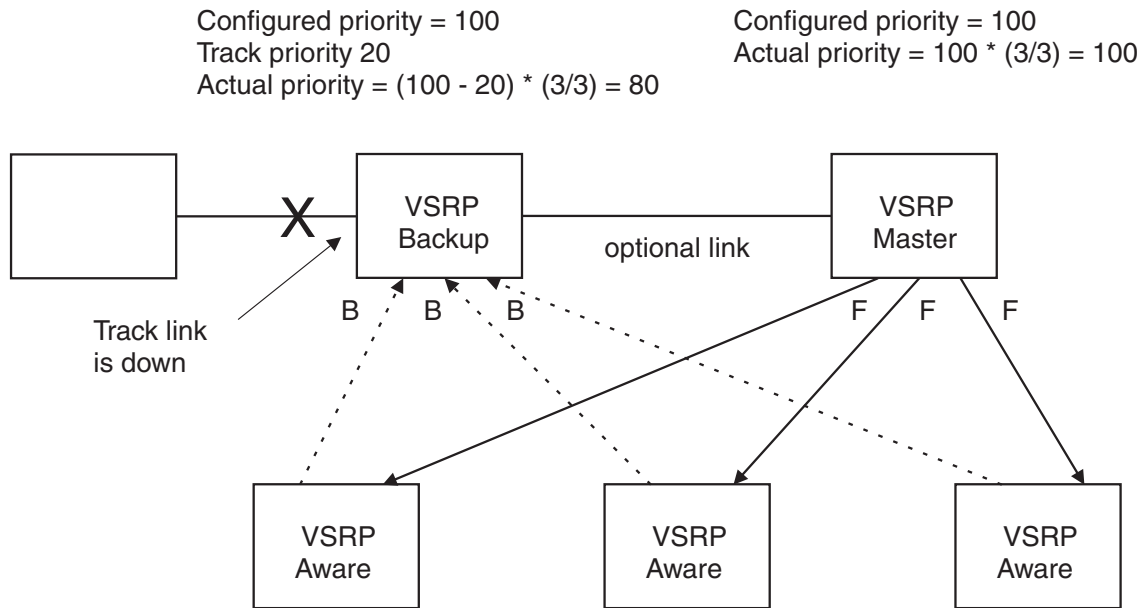 Configured priority = 100
Track priority 20
Actual priority = (100 - 20) * (3/3) = 80
Configured priority = 100
Actual priority = 100 * (3/3) = 100
X
VSRP
Backup
optional link
VSRP
Master
B
B
B
F
F
F
Track link
is down
VSRP
Aware
VSRP
Aware
VSRP
Aware